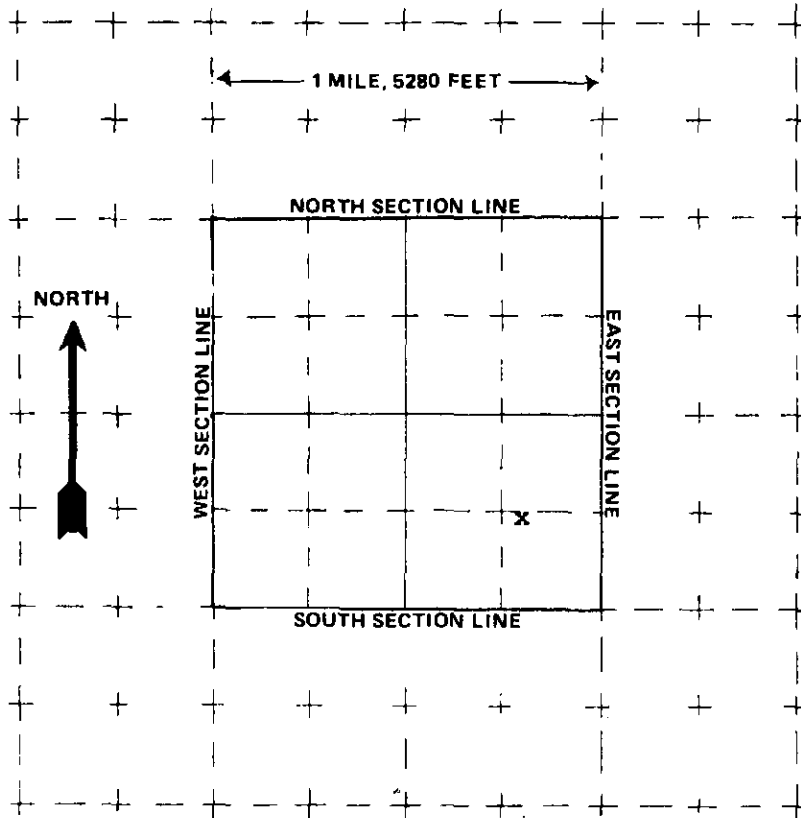 1 MILE, 5280 FEET
NORTH SECTION LINE
NORTH
WEST SECTION LINE
EAST SECTION LINE
X
SOUTH SECTION LINE